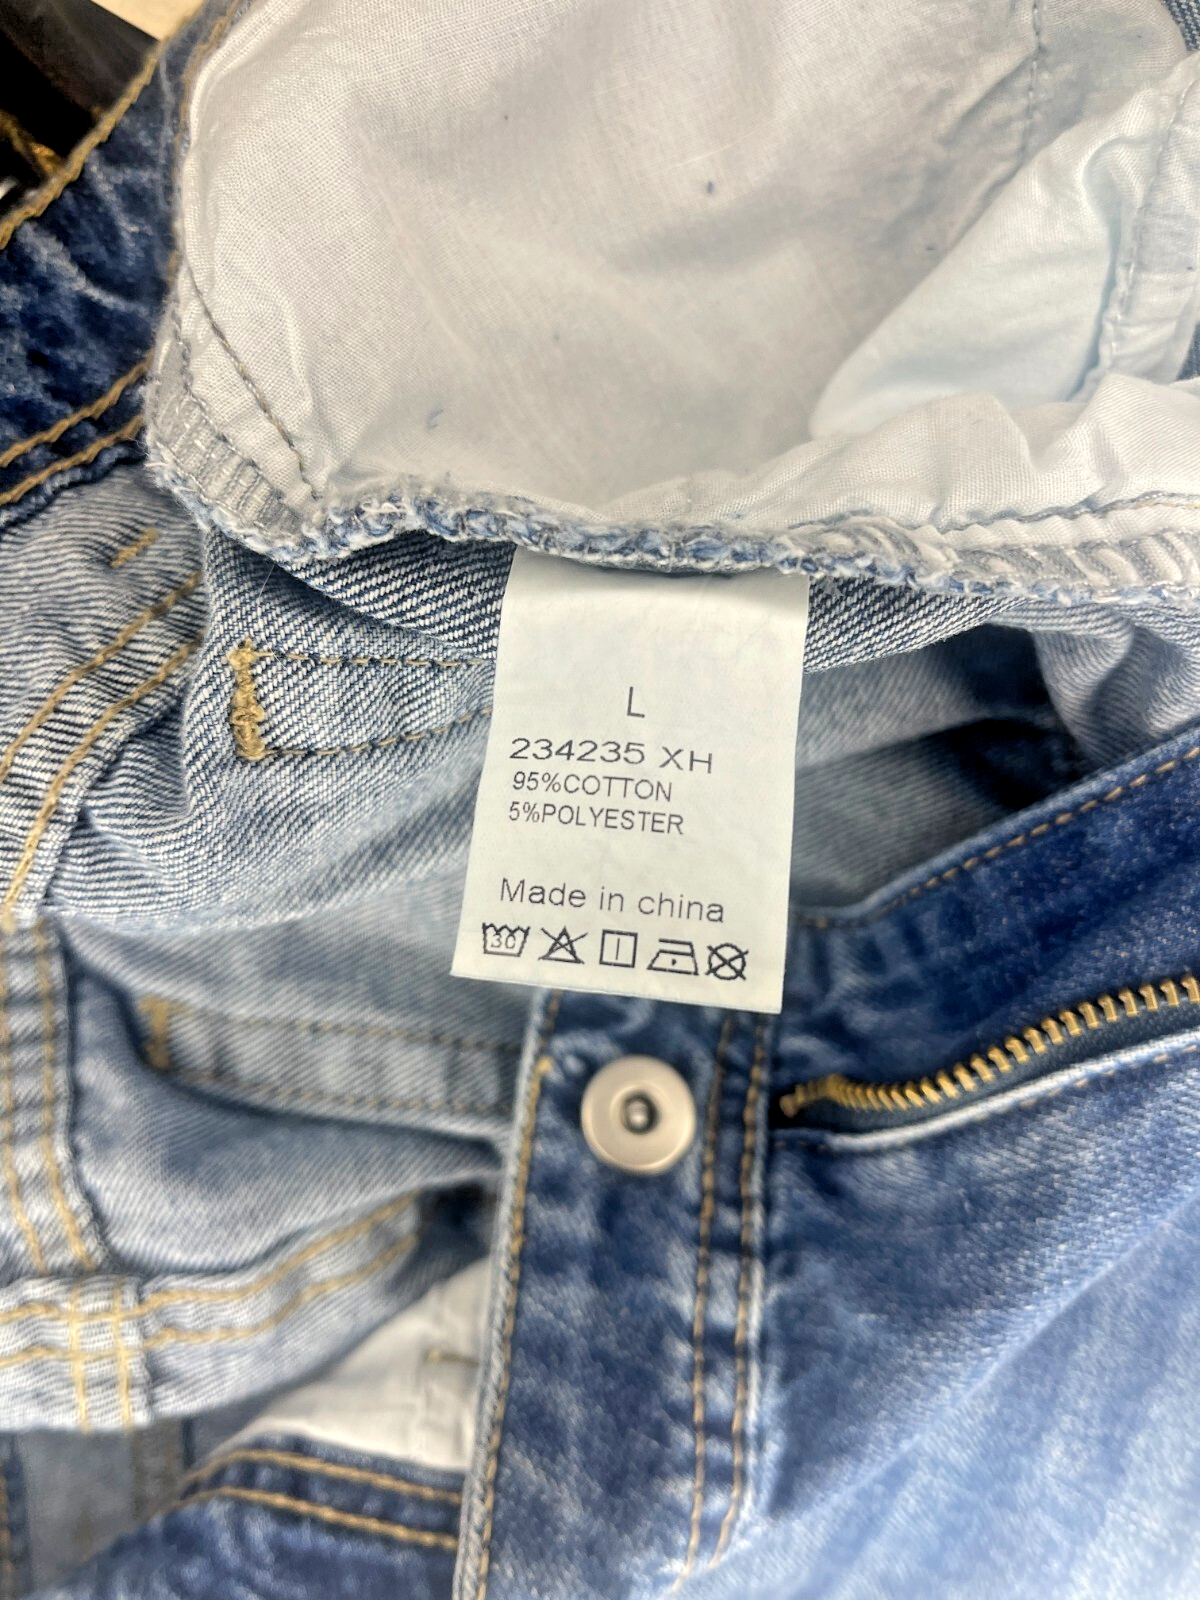 L
234235 XH
95%COTTON
5%POLYESTER
Made in china
30